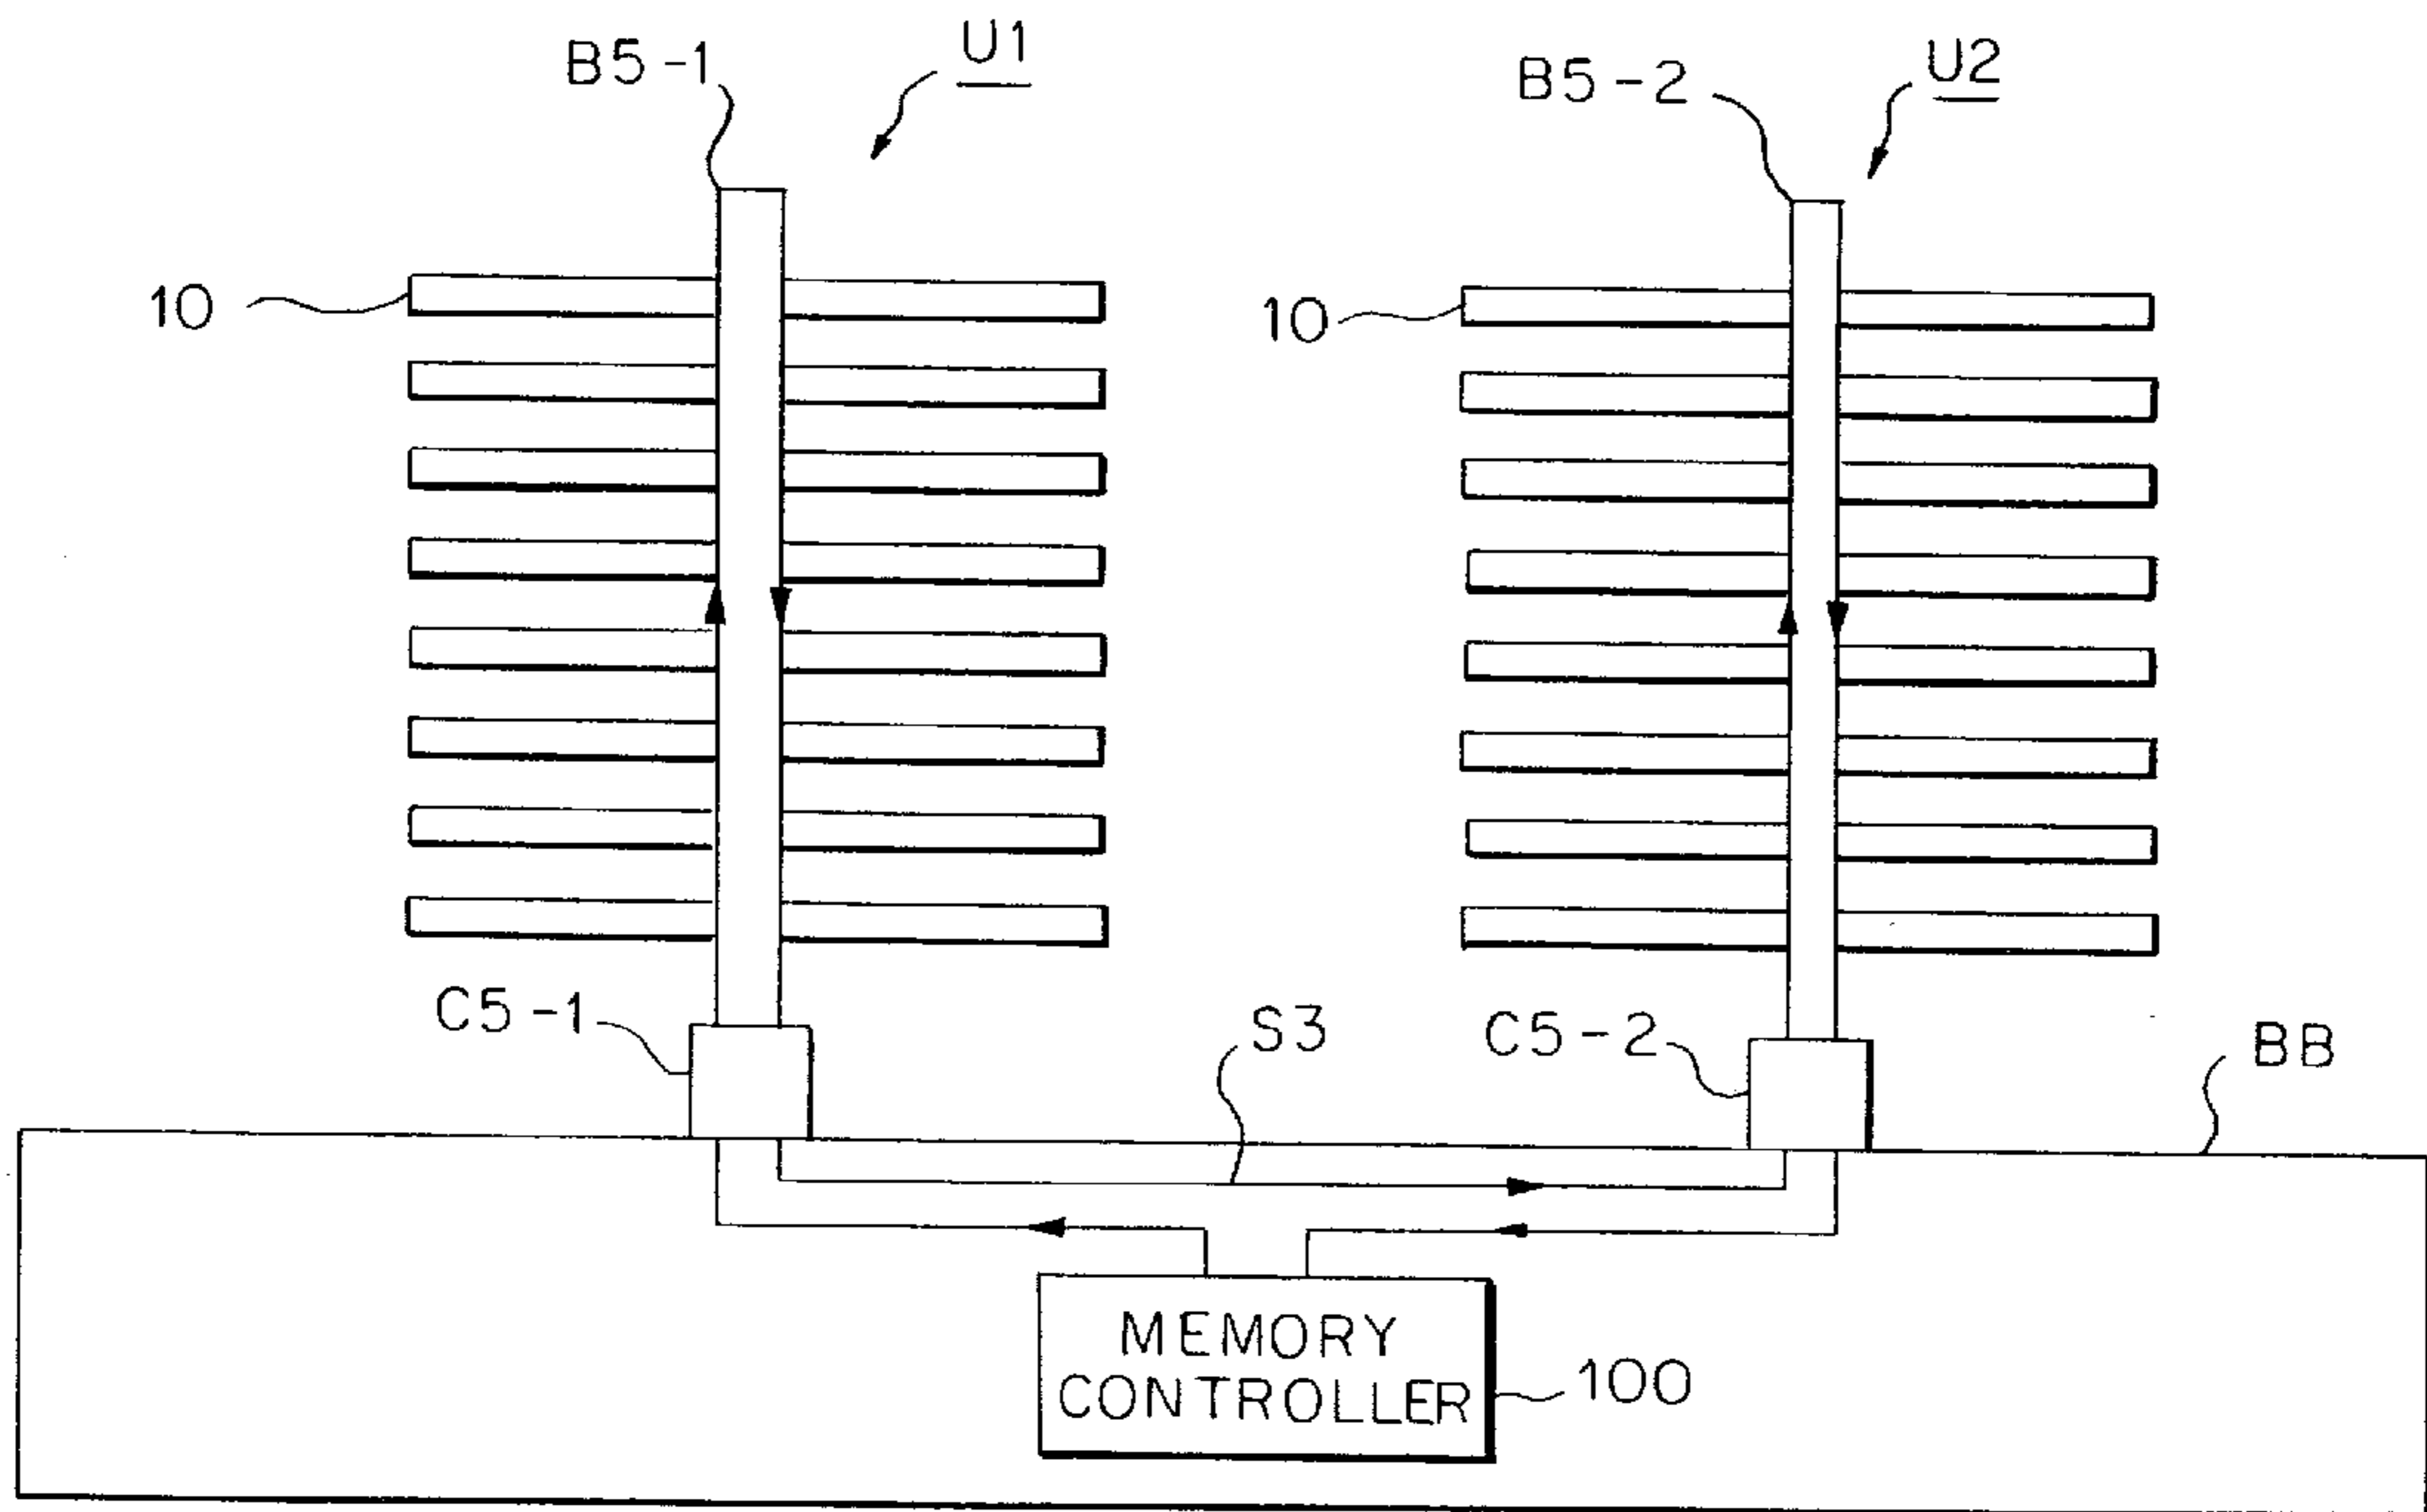 B5-1
U1
B5-2
U2
10
10
C5-1
S3
C5-2
BB
MEMORY
CONTROLLER
100